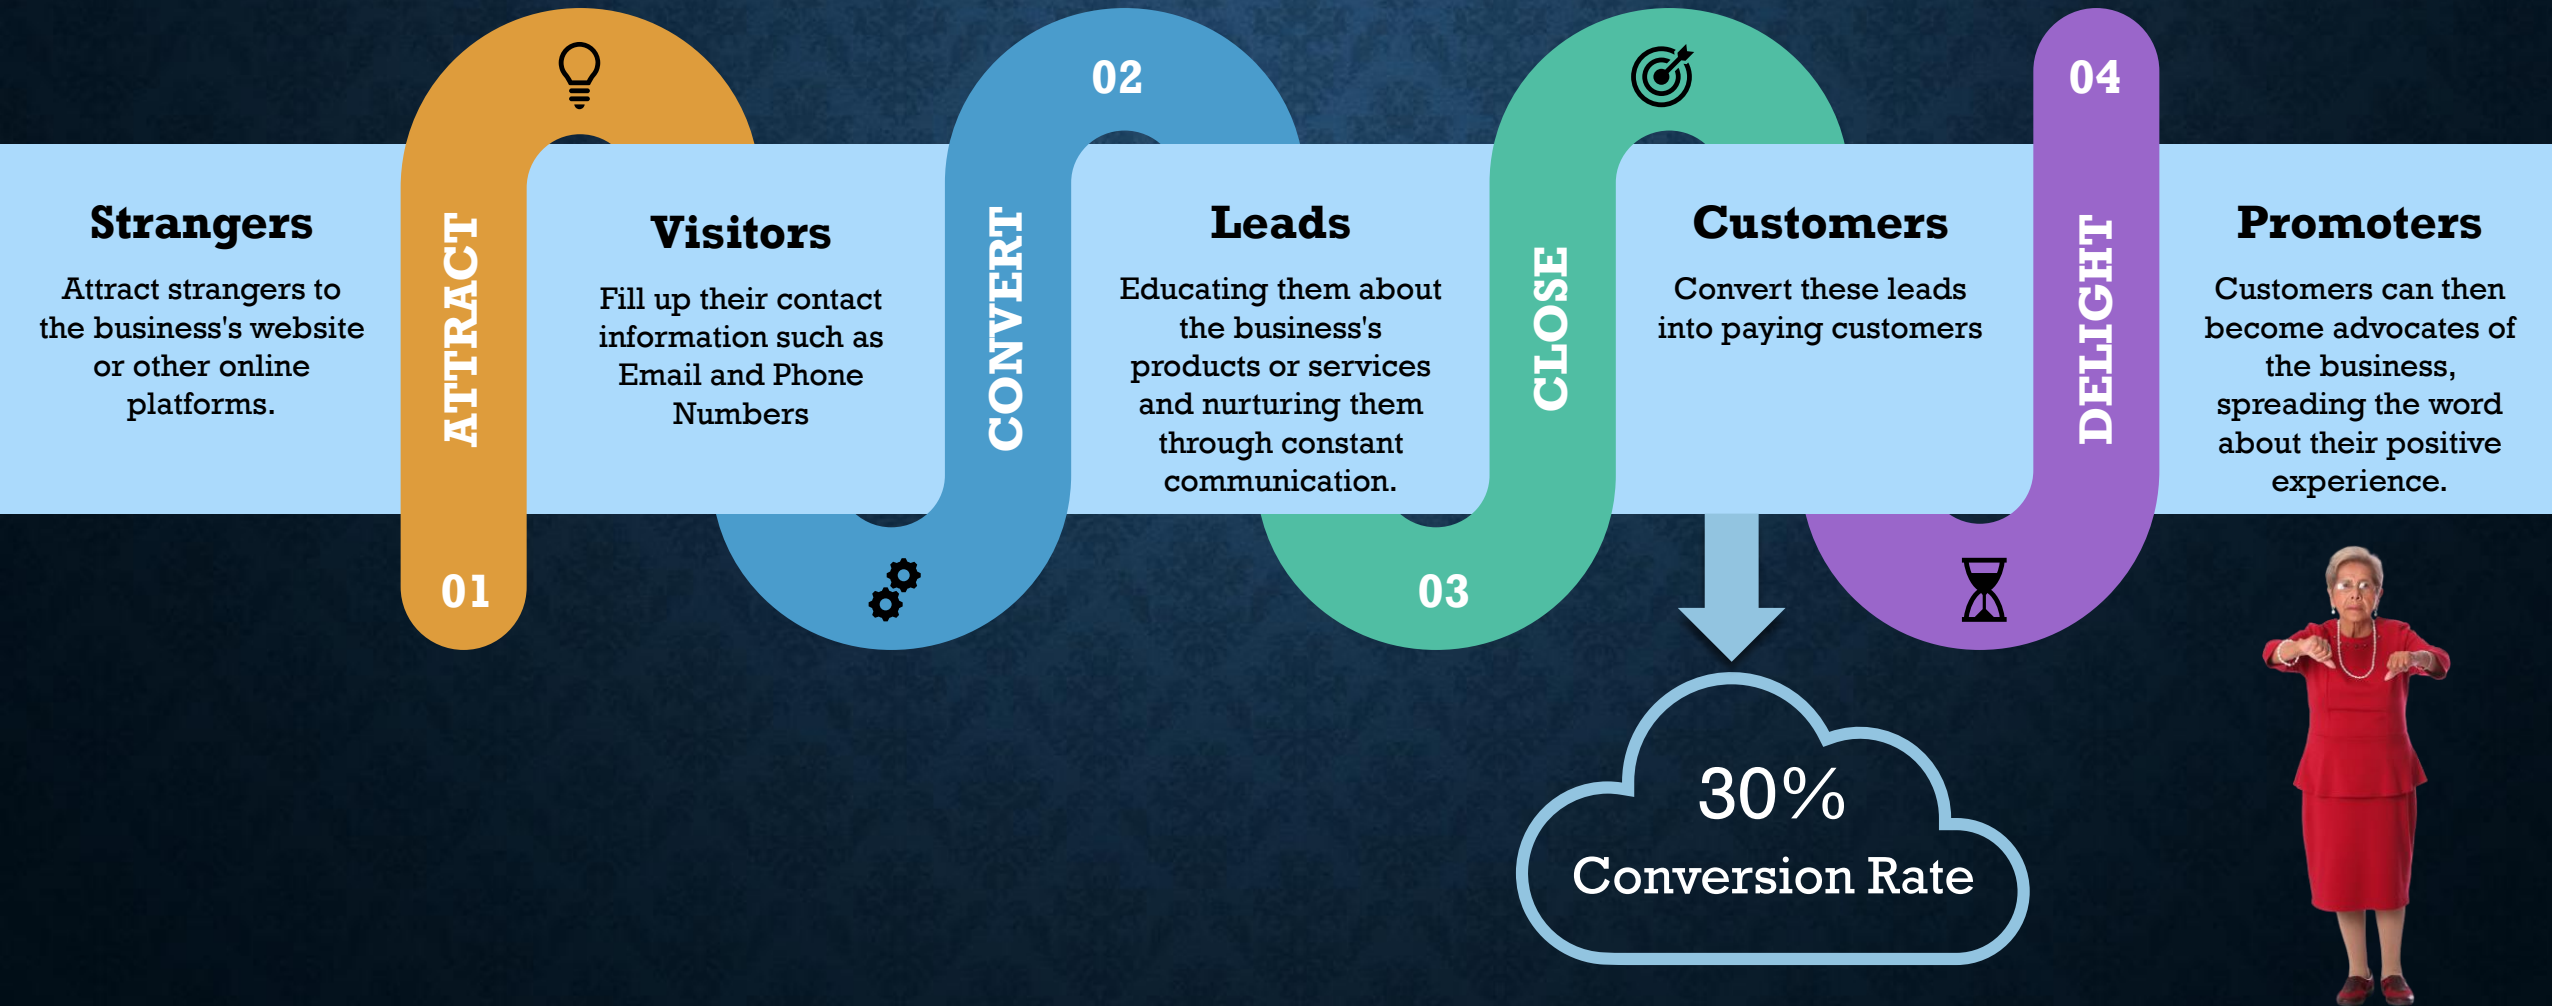 Strangers
Attract strangers to
the business's website
or other online
platforms.
ATTRACT
01
Visitors
Fill up their contact
information such as
Email and Phone
Numbers
02
CONVERT
Leads
Educating them about
the business's
products or services
and nurturing them
through constant
communication.
CLOSE
03
Customers
Convert these leads
into paying customers
04
DELIGHT
Promoters
Customers can then
become advocates of
the business,
spreading the word
about their positive
experience.
30%
Conversion Rate